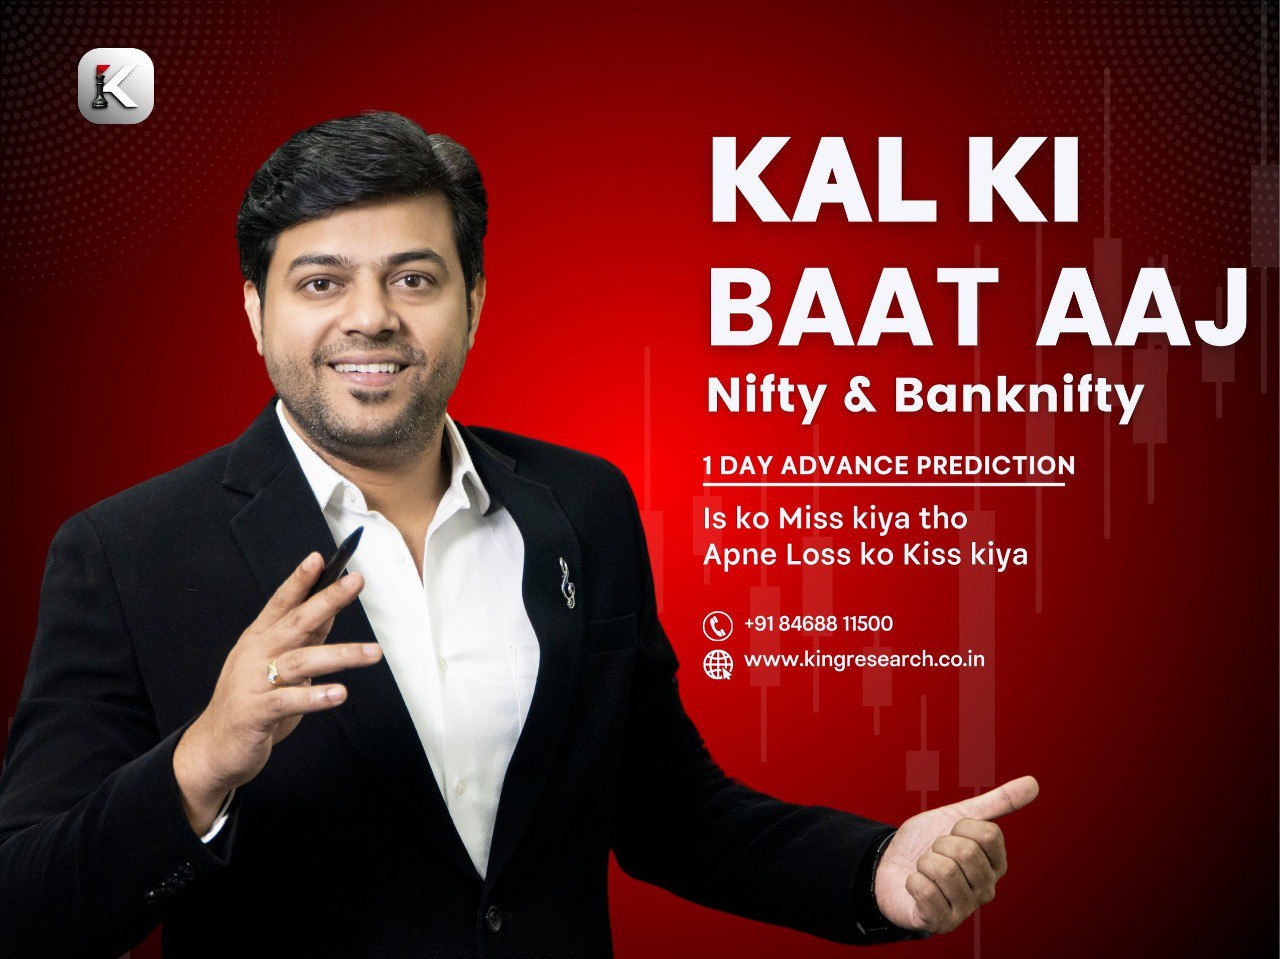 K
KAL KI
BAAT AAJ
Nifty & Banknifty
1 DAY ADVANCE PREDICTION
Is ko Miss kiya tho
Apne Loss ko Kiss kiya
+91 84688 11500
www.kingresearch.co.in